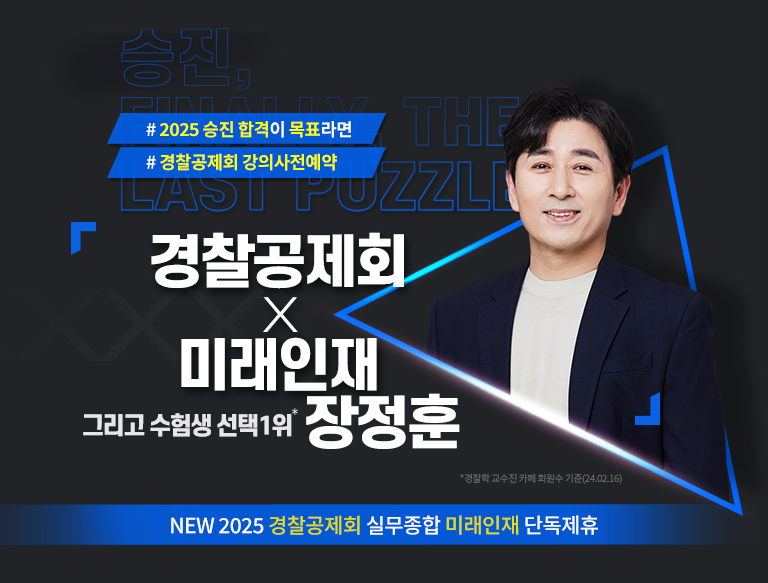 승진,
FINALLY, THE
LAST PUZZLE
# 2025 승진 합격이 목표라면
# 경찰공제회 강의사전예약
경찰공제회
X
미래인재
그리고 수험생 선택1위* 장정훈
*경찰학 교수진 카페 회원수 기준(24.02.16)
NEW 2025 경찰공제회 실무종합 미래인재 단독제휴